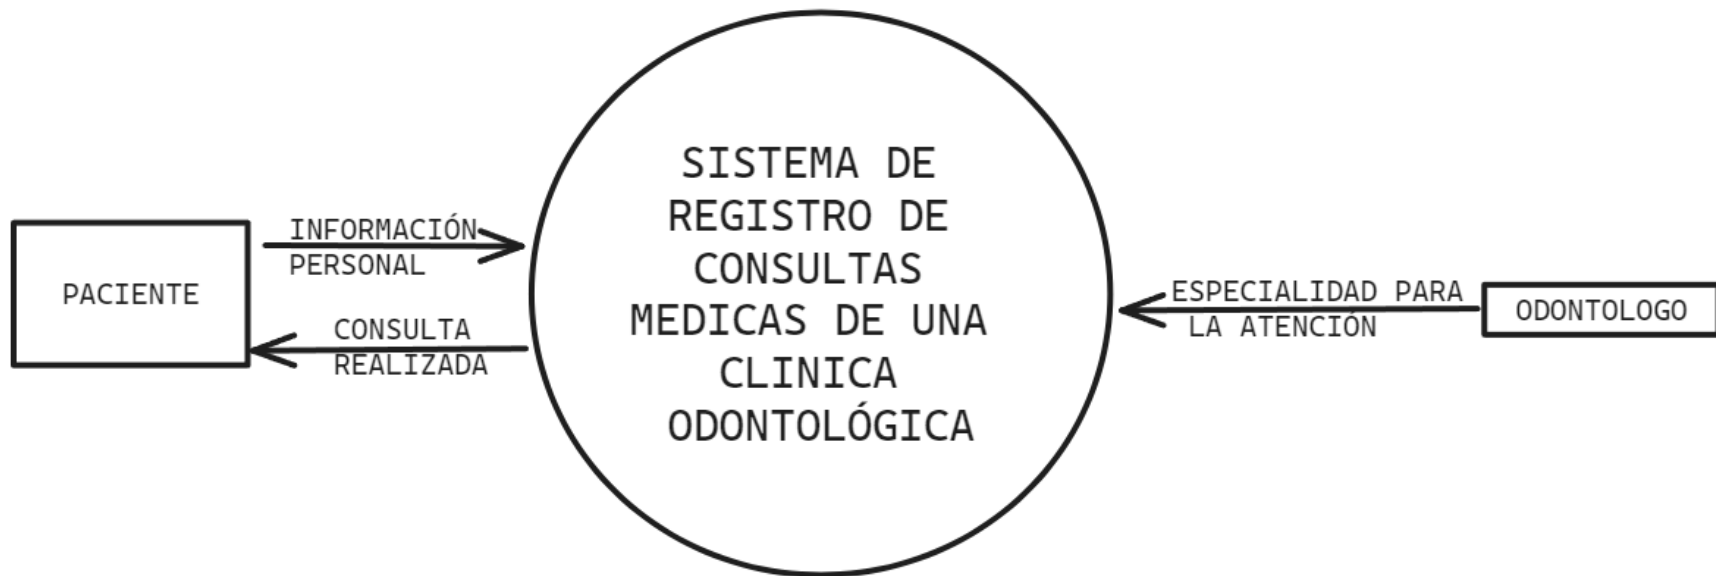 PACIENTE
INFORMACIÓN
PERSONAL
CONSULTA
REALIZADA
SISTEMA DE
REGISTRO DE
CONSULTAS
MEDICAS DE UNA
CLINICA
ODONTOLÓGICA
ESPECIALIDAD PARA
LA ATENCIÓN
ODONTOLOGO